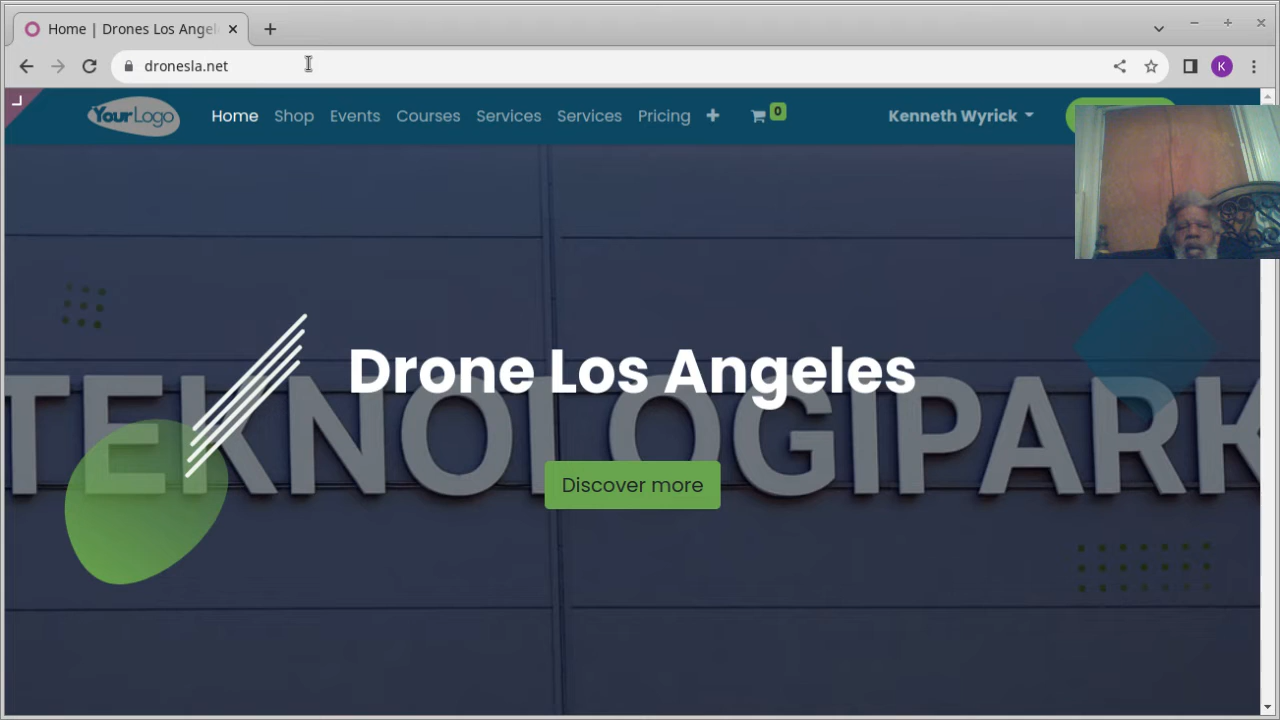 Home | Drones Los Angel
dronesla.net
K
YourLogo Home Shop Events Courses Services Services Pricing 0 Kenneth Wyrick
Drone Los Angeles
TEKNOLOGIPARK
Discover more